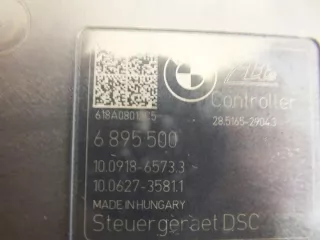 Ate
Controller
618A0801AC5
28.5165-2904.3
6 895 500
10.0918-6573.3
10.0627-3581.1
MADE IN HUNGARY
Steuergeraet DSC